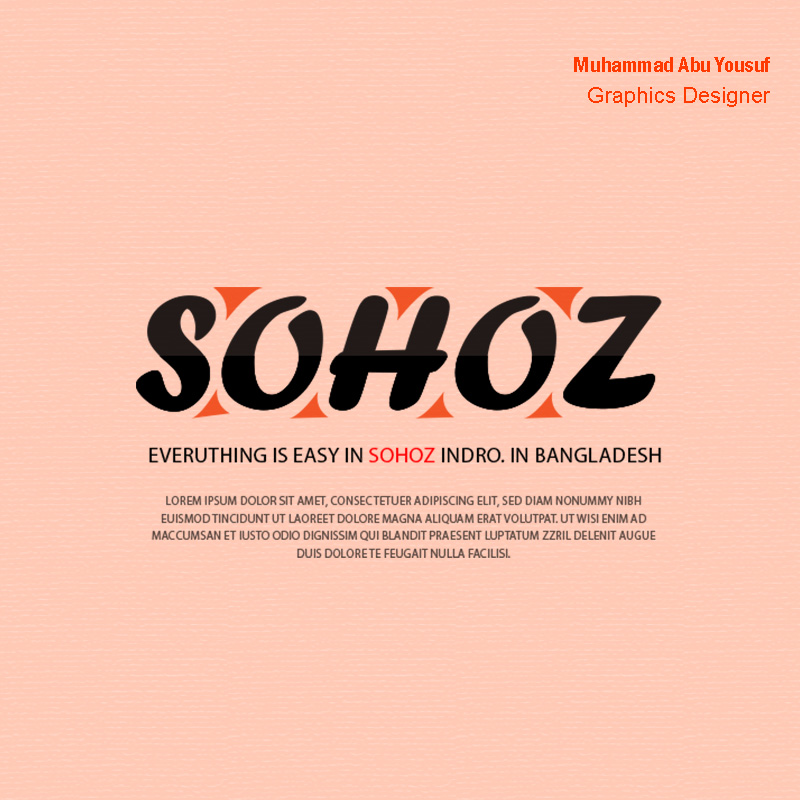 Muhammad Abu Yousuf
Graphics Designer
SOHOZ
EVERUTHING IS EASY IN SOHOZ INDRO. IN BANGLADESH
LOREM IPSUM DOLOR SIT AMET, CONSECTETUER ADIPISCING ELIT, SED DIAM NONUMMY NIBH
EUISMOD TINCIDUNT UT LAOREET DOLORE MAGNA ALIQUAM ERAT VOLUTPAT. UT WISI ENIM AD
MACCUMSAN ET IUSTO ODIO DIGNISSIM QUI BLANDIT PRAESENT LUPTATUM ZZRIL DELENIT AUGUE
DUIS DOLORE TE FEUGAIT NULLA FACILISI.